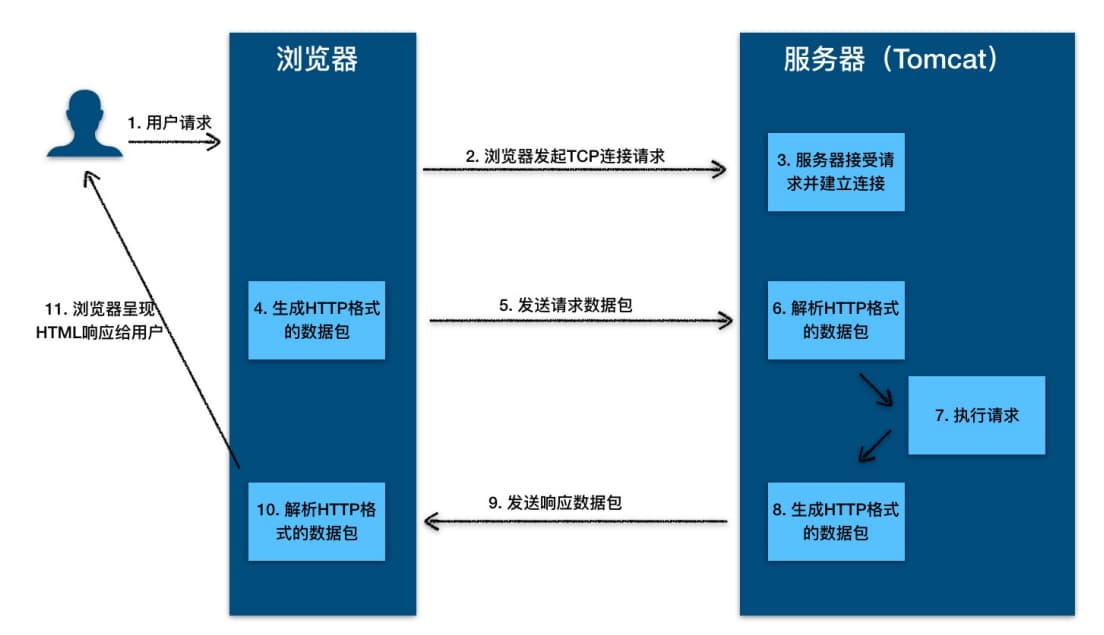 浏览器
服务器（Tomcat）
1. 用户请求
2. 浏览器发起TCP连接请求
3. 服务器接受请
求并建立连接
4. 生成HTTP格式
的数据包
5. 发送请求数据包
6. 解析HTTP格式
的数据包
7. 执行请求
8. 生成HTTP格式
的数据包
9. 发送响应数据包
10. 解析HTTP格
式的数据包
11. 浏览器呈现
HTML响应给用户